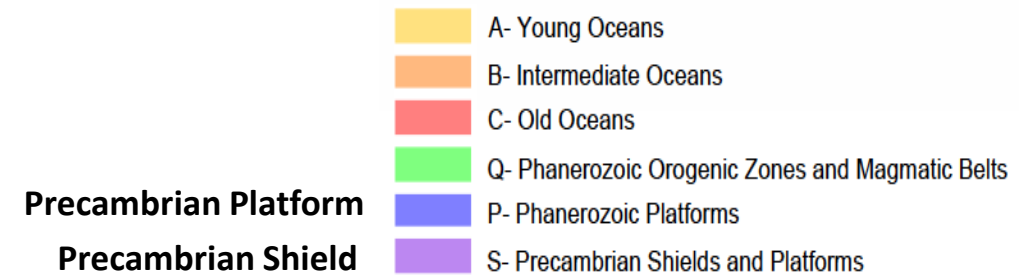 A- Young Oceans
B- Intermediate Oceans
C- Old Oceans
Q- Phanerozoic Orogenic Zones and Magmatic Belts
Precambrian Platform P- Phanerozoic Platforms
Precambrian Shield S- Precambrian Shields and Platforms